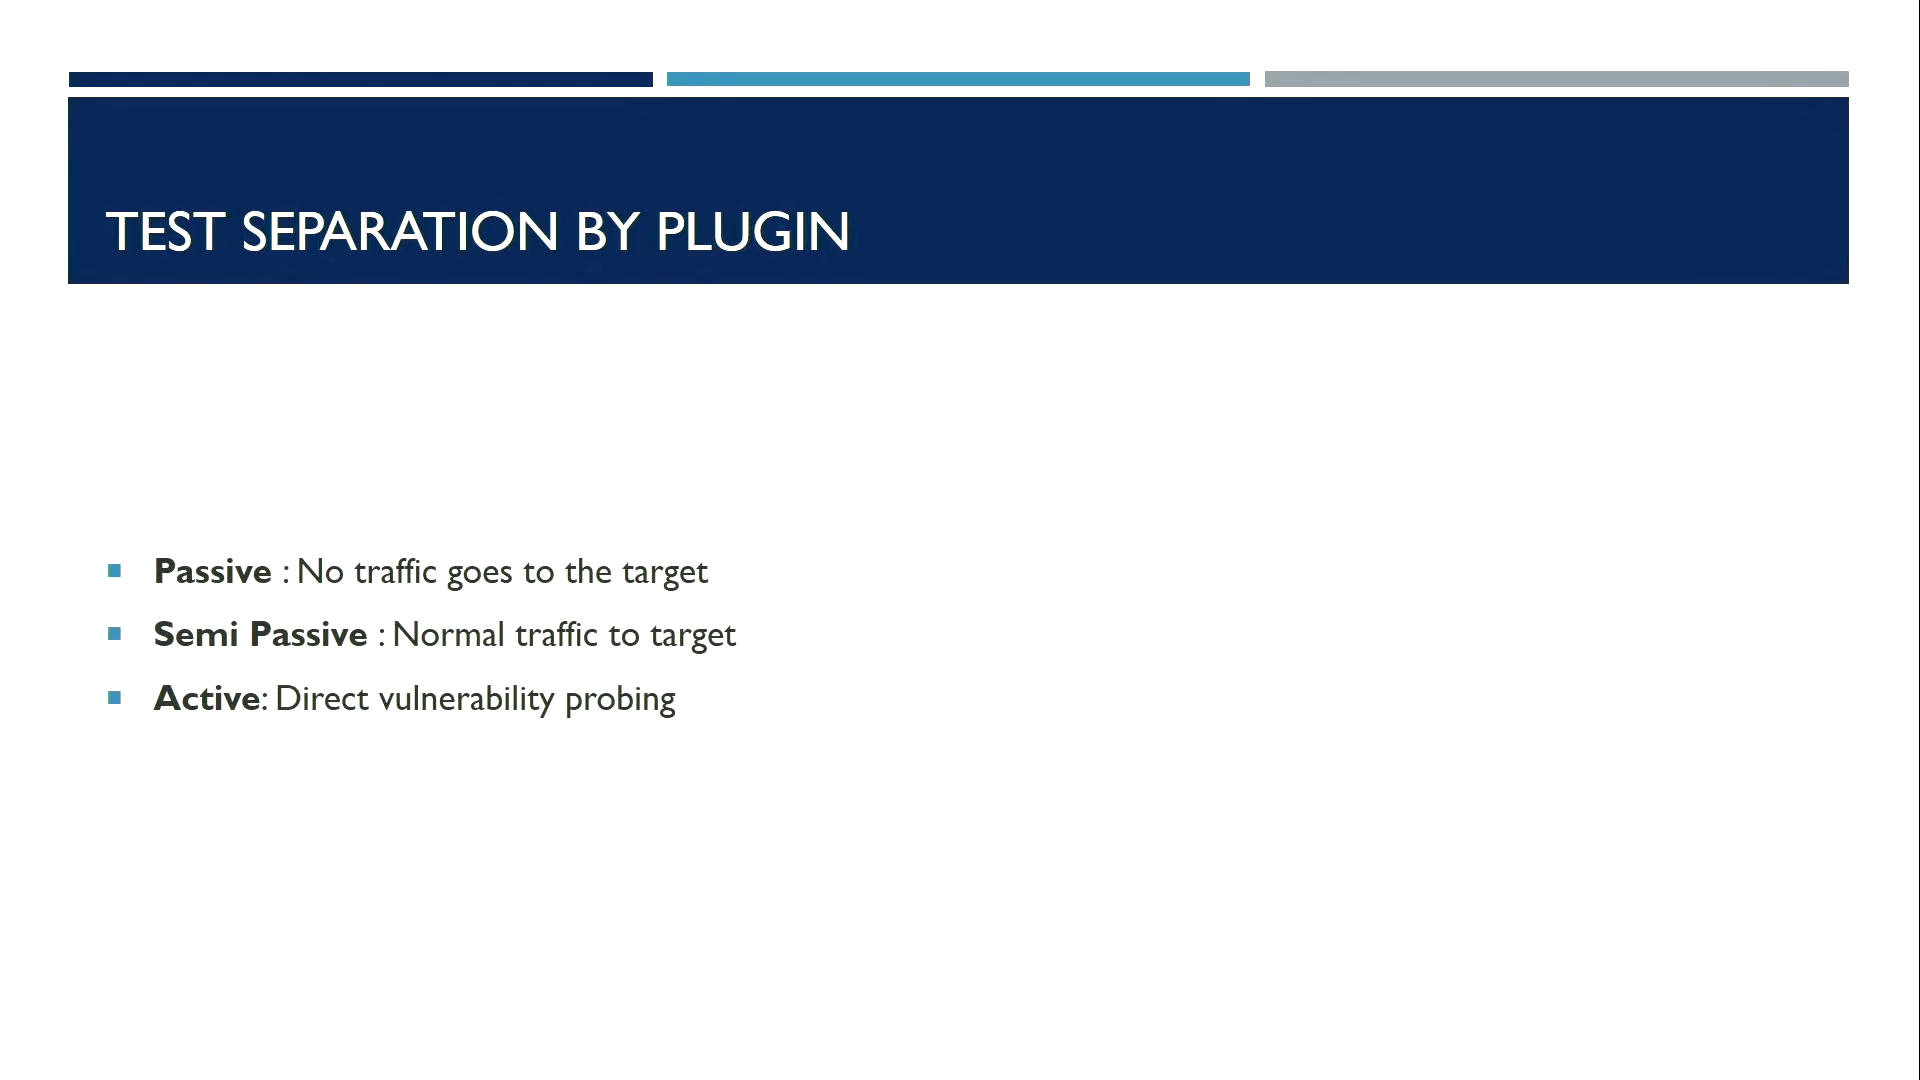 TEST SEPARATION BY PLUGIN
Passive : No traffic goes to the target
Semi Passive : Normal traffic to target
Active: Direct vulnerability probing